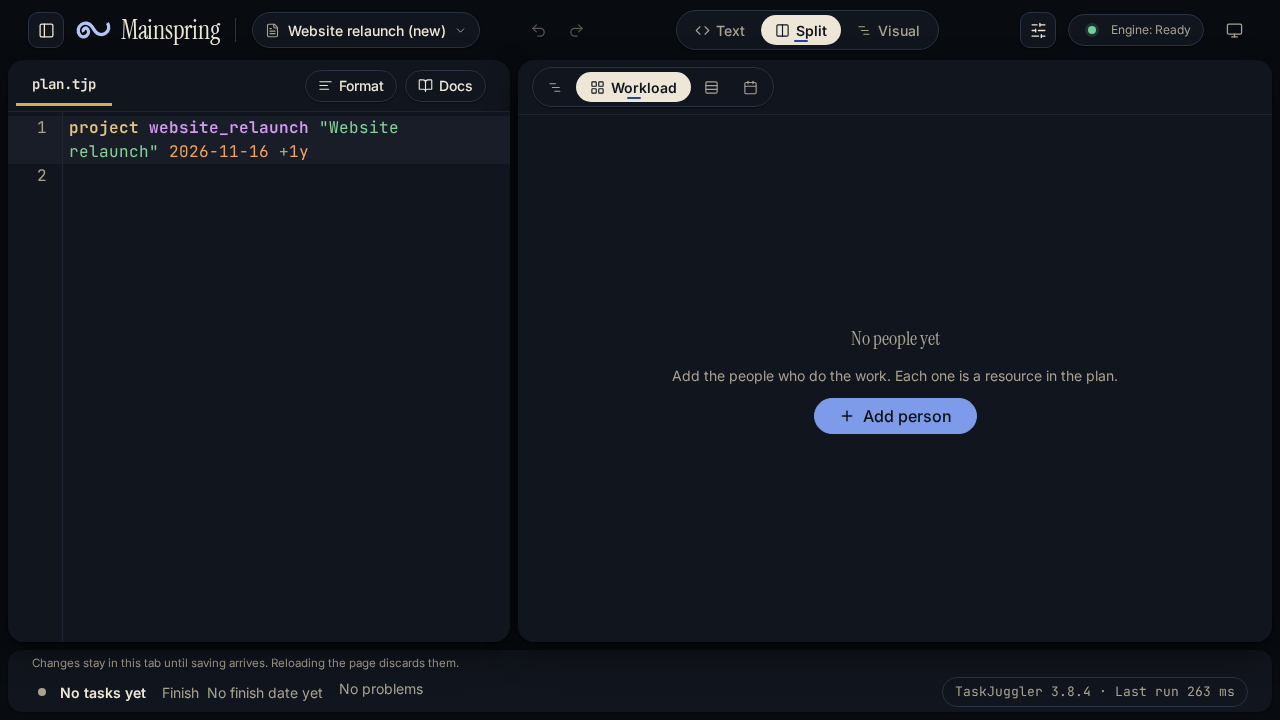 Mainspring
Website relaunch (new)
Text
Split
Visual
Engine: Ready
plan.tjp
Format
Docs
Workload
1 project website_relaunch "Website
relaunch" 2026-11-16 +1y
2
No people yet
Add the people who do the work. Each one is a resource in the plan.
Add person
Changes stay in this tab until saving arrives. Reloading the page discards them.
No tasks yet Finish No finish date yet No problems
TaskJuggler 3.8.4 · Last run 263 ms